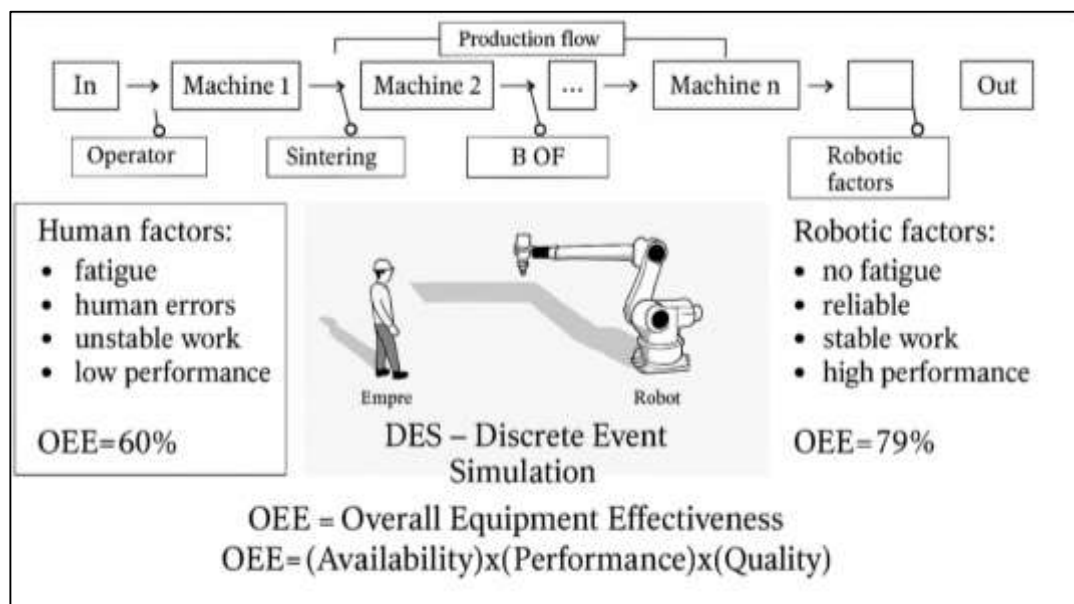 Production flow
In
Machine 1
Machine 2
...
Machine n
Out
Operator
Sintering
B OF
Robotic
factors
Human factors:
• fatigue
• human errors
• unstable work
• low performance
OEE=60%
Empre
Robot
DES – Discrete Event
Simulation
Robotic factors:
• no fatigue
• reliable
• stable work
• high performance
OEE=79%
OEE = Overall Equipment Effectiveness
OEE=(Availability)x(Performance)x(Quality)